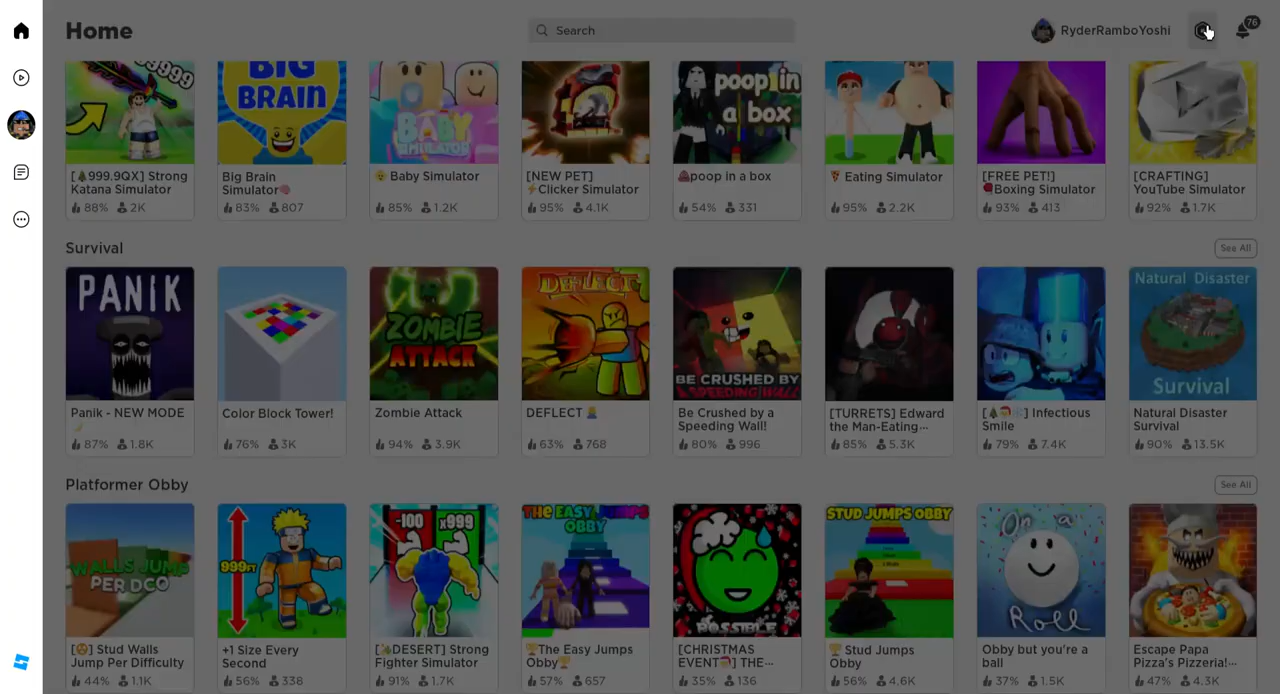 Home
Search
RyderRamboYoshi
76
99999
BIG
BRAIN
BABY
SIMULATOR
poop in
a box
[🌲999.9QX] Strong
Katana Simulator
Big Brain
Simulator🧠
👶 Baby Simulator
[NEW PET]
⚡Clicker Simulator
💩poop in a box
🍕 Eating Simulator
[FREE PET!]
🥊Boxing Simulator
[CRAFTING]
YouTube Simulator
88% 2K
83% 807
85% 1.2K
95% 4.1K
54% 331
95% 2.2K
93% 413
92% 1.7K
Survival
See All
PANIK
ZOMBIE
ATTACK
DEFLECT
BE CRUSHED BY
SPEEDING WALL
Natural Disaster
Survival
Panik - NEW MODE
Color Block Tower!
Zombie Attack
DEFLECT
Be Crushed by a
Speeding Wall!
[TURRETS] Edward
the Man-Eating...
[🎄🎅❄️] Infectious
Smile
Natural Disaster
Survival
87% 1.8K
76% 3K
94% 3.9K
63% 768
80% 996
85% 5.3K
79% 7.4K
90% 13.5K
Platformer Obby
See All
WALLS JUMP
PER DCO
999FT
-100
x999
THE EASY JUMPS
OBBY
POSSIBLE
STUD JUMPS OBBY
On a
Roll
[😡] Stud Walls
Jump Per Difficulty
+1 Size Every
Second
[DESERT] Strong
Fighter Simulator
🏆The Easy Jumps
Obby🏆
[CHRISTMAS
EVENT🎅] THE...
🏆 Stud Jumps
Obby
Obby but you're a
ball
Escape Papa
Pizza's Pizzeria!...
44% 1.1K
56% 338
91% 1.7K
57% 657
35% 136
56% 4.6K
37% 1.5K
47% 4.3K